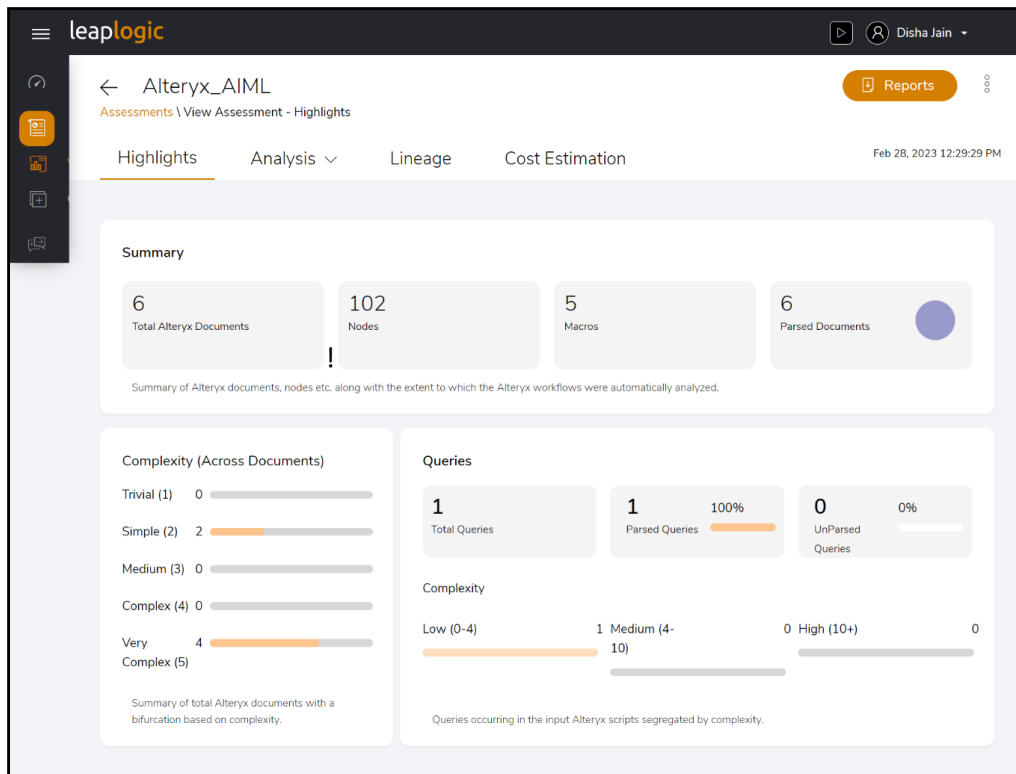 leaplogic
Disha Jain
Alteryx_AIML
Reports
Assessments \ View Assessment - Highlights
Highlights
Analysis
Lineage
Cost Estimation
Feb 28, 2023 12:29:29 PM
Summary
6
Total Alteryx Documents
!
102
Nodes
5
Macros
6
Parsed Documents
Summary of Alteryx documents, nodes etc. along with the extent to which the Alteryx workflows were automatically analyzed.
Complexity (Across Documents)
Trivial (1) 0
Simple (2) 2
Medium (3) 0
Complex (4) 0
Very 4
Complex (5)
Summary of total Alteryx documents with a
bifurcation based on complexity.
Queries
1
Total Queries
1 100%
Parsed Queries
0 0%
UnParsed
Queries
Complexity
Low (0-4) 1
Medium (4- 0
10)
High (10+) 0
Queries occurring in the input Alteryx scripts segregated by complexity.